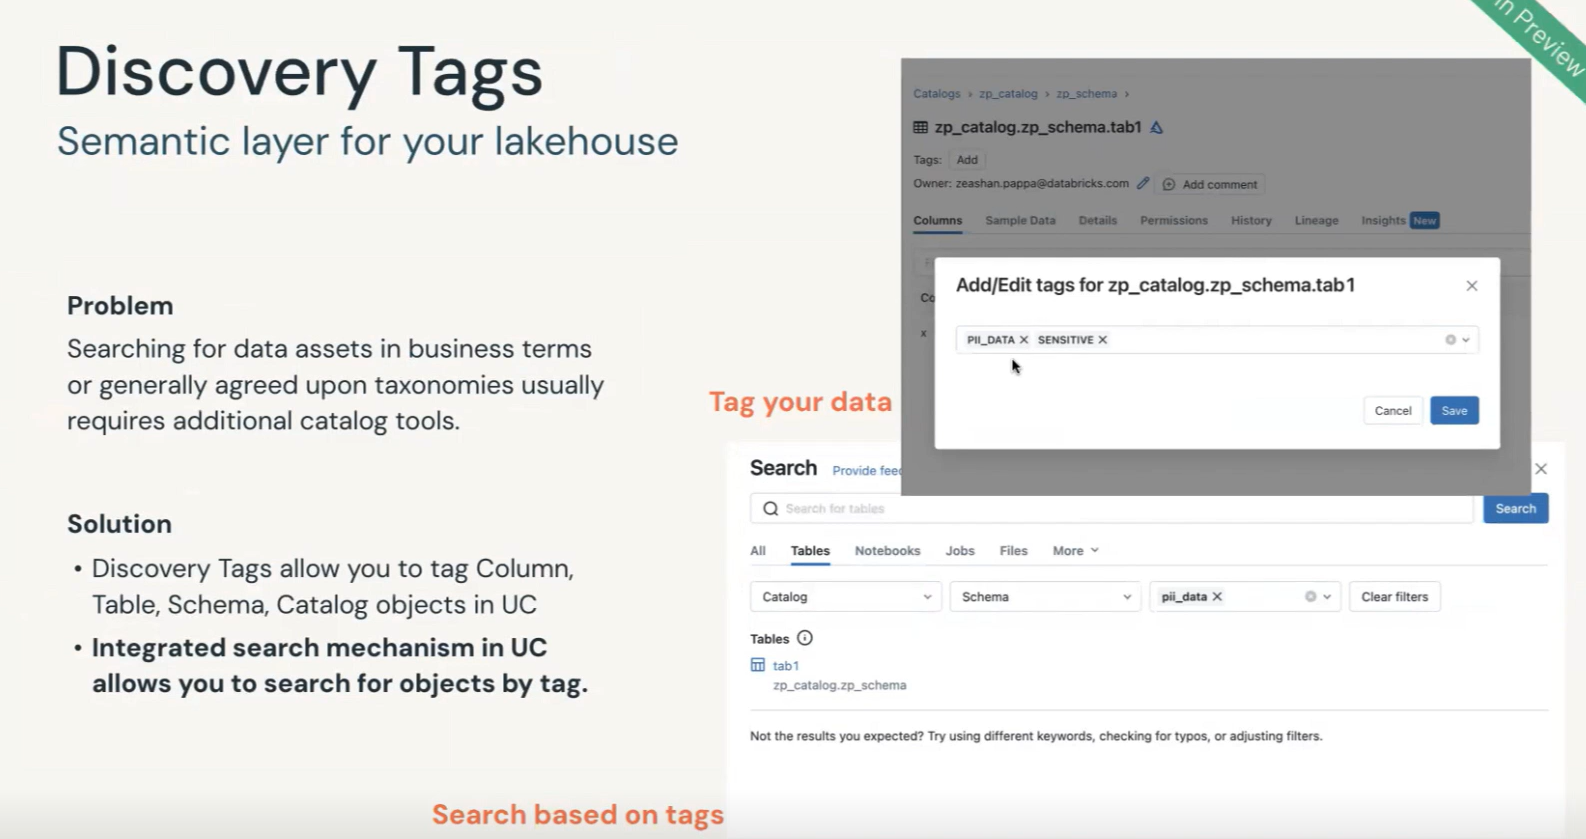 Discovery Tags
Semantic layer for your lakehouse
in Preview
Problem
Searching for data assets in business terms
or generally agreed upon taxonomies usually
requires additional catalog tools.
Solution
• Discovery Tags allow you to tag Column,
Table, Schema, Catalog objects in UC
• Integrated search mechanism in UC
allows you to search for objects by tag.
Tag your data
Catalogs > zp_catalog > zp_schema >
zp_catalog.zp_schema.tab1
Tags: Add
Owner: zeashan.pappa@databricks.com Add comment
Columns Sample Data Details Permissions History Lineage Insights New
Co
x
Add/Edit tags for zp_catalog.zp_schema.tab1
PII_DATA SENSITIVE
Cancel Save
Search based on tags
Search Provide fee
Search for tables Search
All Tables Notebooks Jobs Files More
Catalog Schema pii_data Clear filters
Tables
tab1
zp_catalog.zp_schema
Not the results you expected? Try using different keywords, checking for typos, or adjusting filters.